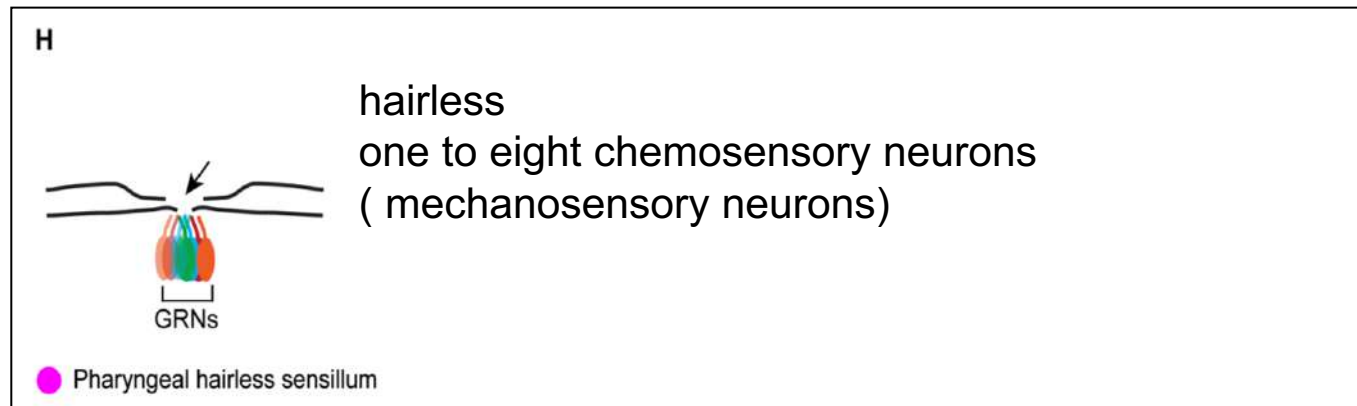 H
hairless
one to eight chemosensory neurons
( mechanosensory neurons)
GRNs
Pharyngeal hairless sensillum